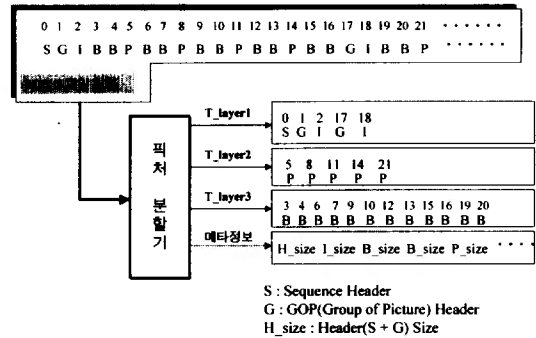 0 1 2 3 4 5 6 7 8 9 10 11 12 13 14 15 16 17 18 19 20 21 ······
S G I B B P B B P B B P B B P B B G I B B P ······
픽처 분할기
T_layer1
0 1 2 17 18
S G I G I
T_layer2
5 8 11 14 21
P P P P P
T_layer3
3 4 6 7 9 10 12 13 15 16 19 20
B B B B B B B B B B B B
메타정보
H_size I_size B_size B_size P_size ····
S : Sequence Header
G : GOP(Group of Picture) Header
H_size : Header(S + G) Size